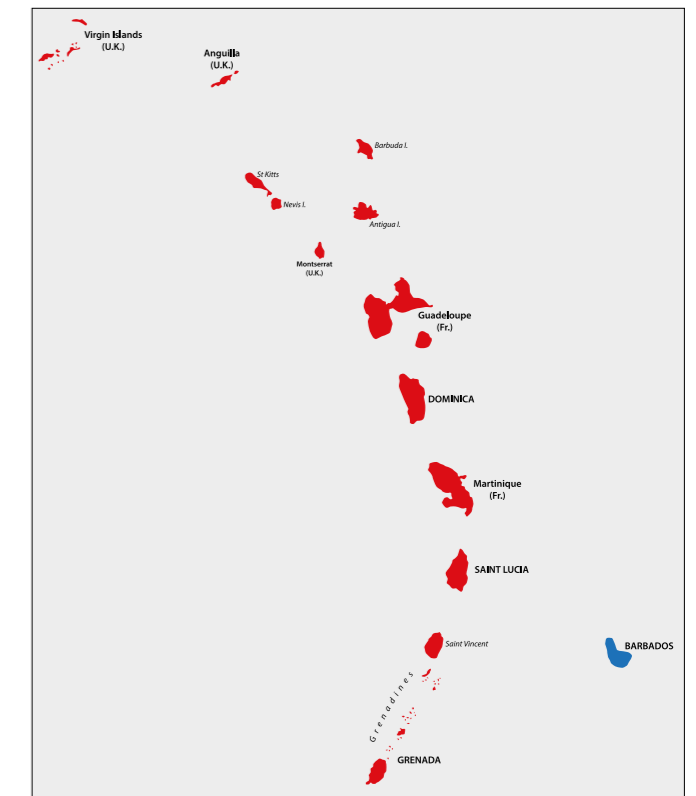 Virgin Islands
(U.K.)
Anguilla
(U.K.)
Barbuda I.
St Kitts
Nevis I.
Antigua I.
Montserrat
(U.K.)
Guadeloupe
(Fr.)
DOMINICA
Martinique
(Fr.)
SAINT LUCIA
Saint Vincent
BARBADOS
Grenadines
GRENADA